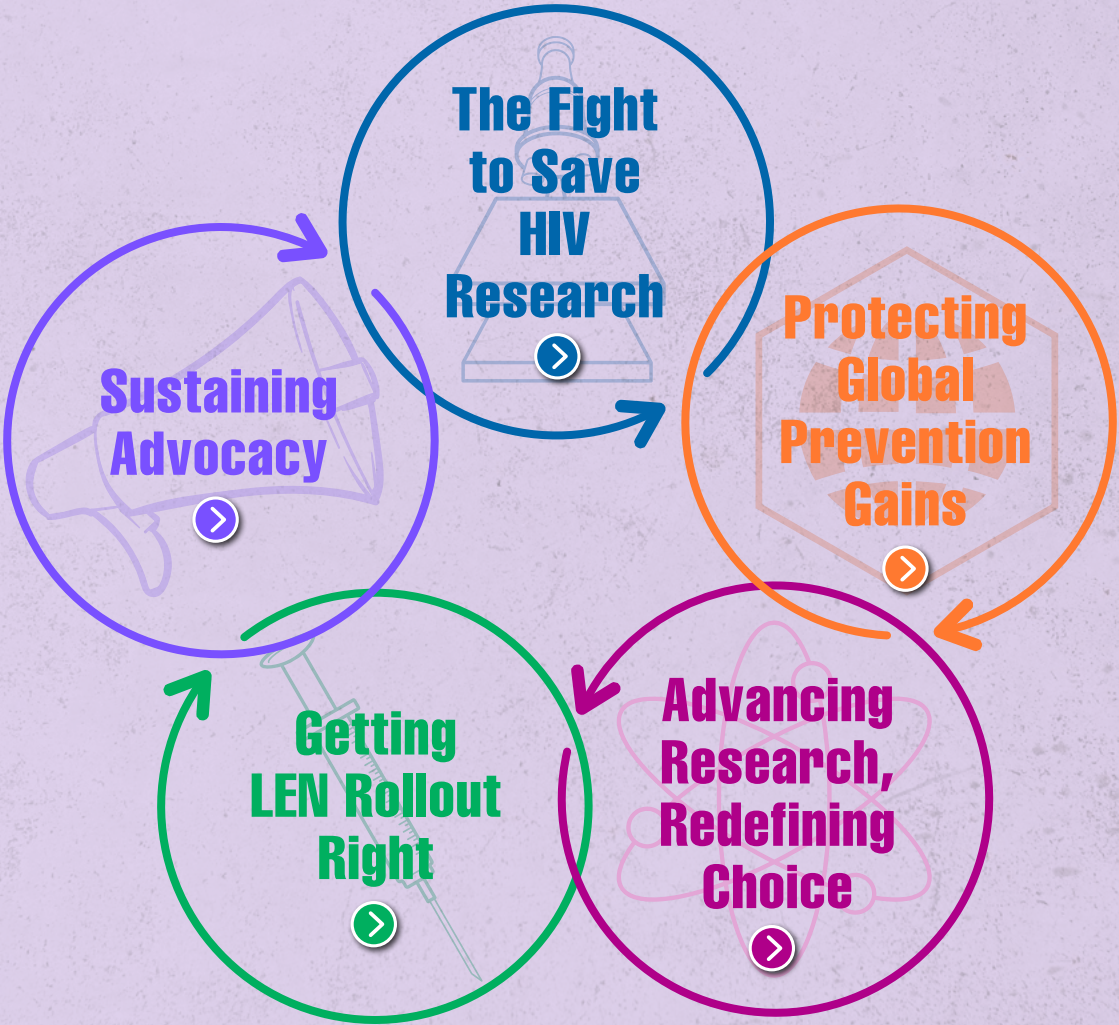 The Fight
to Save
HIV
Research
Protecting
Global
Prevention
Gains
Advancing
Research,
Redefining
Choice
Getting
LEN Rollout
Right
Sustaining
Advocacy